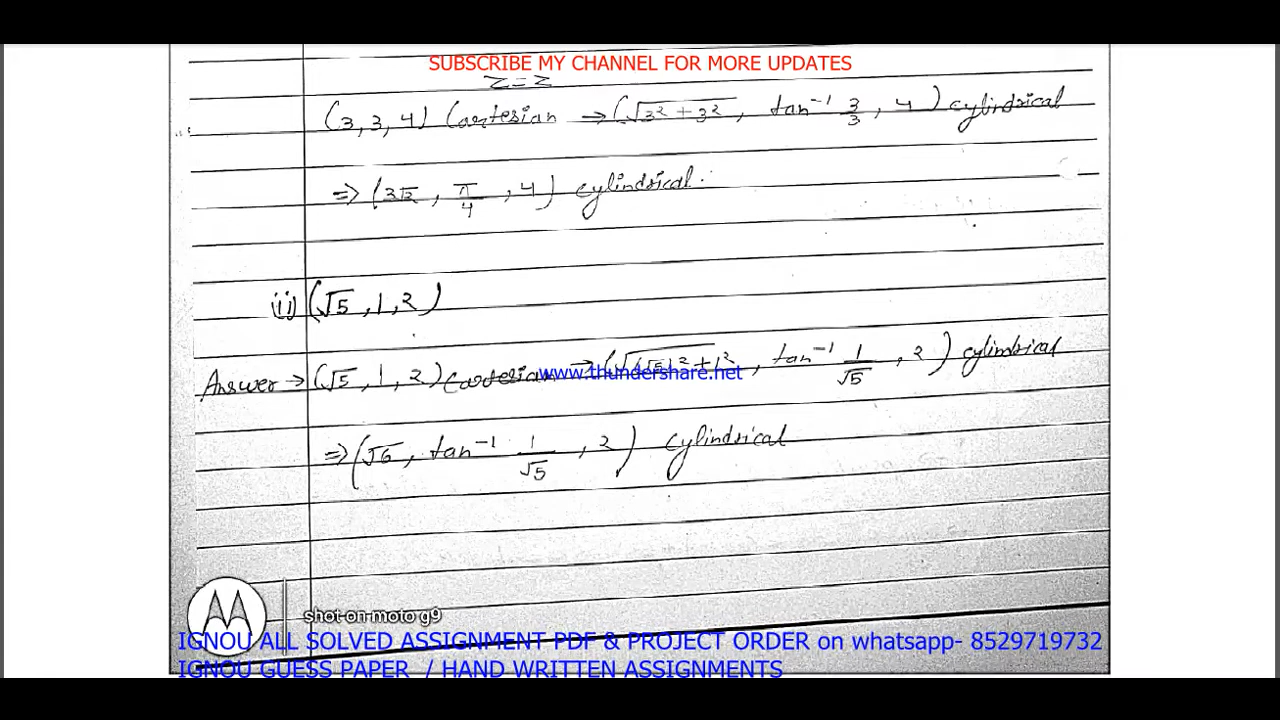 SUBSCRIBE MY CHANNEL FOR MORE UPDATES
z = z
(3, 3, 4) Cartesian → (√3² + 3² , tan⁻¹ 3/3 , 4) cylindrical
⇒ (3√2 , π/4 , 4) cylindrical.
ii) (√5 , 1, 2)
Answer → (√5 , 1, 2) cartesian → (√(√5)² + 1² , tan⁻¹ 1/√5 , 2) cylindrical
www.thundershare.net
⇒ (√6 , tan⁻¹ 1/√5 , 2) cylindrical
shot on moto g9
IGNOU ALL SOLVED ASSIGNMENT PDF & PROJECT ORDER on whatsapp- 8529719732
IGNOU GUESS PAPER / HAND WRITTEN ASSIGNMENTS